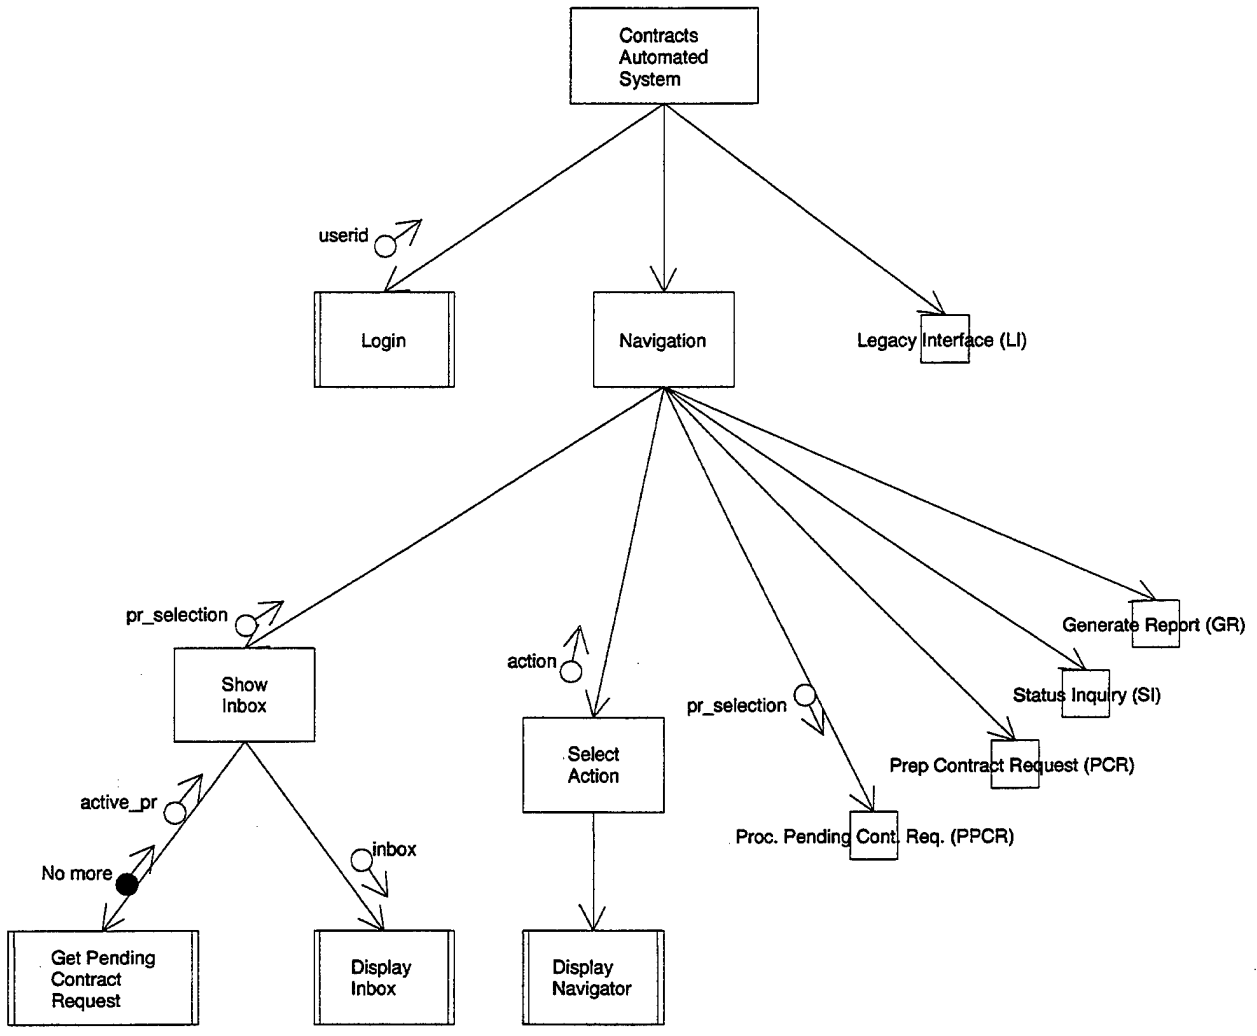 Contracts
Automated
System
userid
Login
Navigation
Legacy Interface (LI)
pr_selection
Show
Inbox
action
Select
Action
pr_selection
Generate Report (GR)
Status Inquiry (SI)
Prep Contract Request (PCR)
Proc. Pending Cont. Req. (PPCR)
active_pr
No more
inbox
Get Pending
Contract
Request
Display
Inbox
Display
Navigator